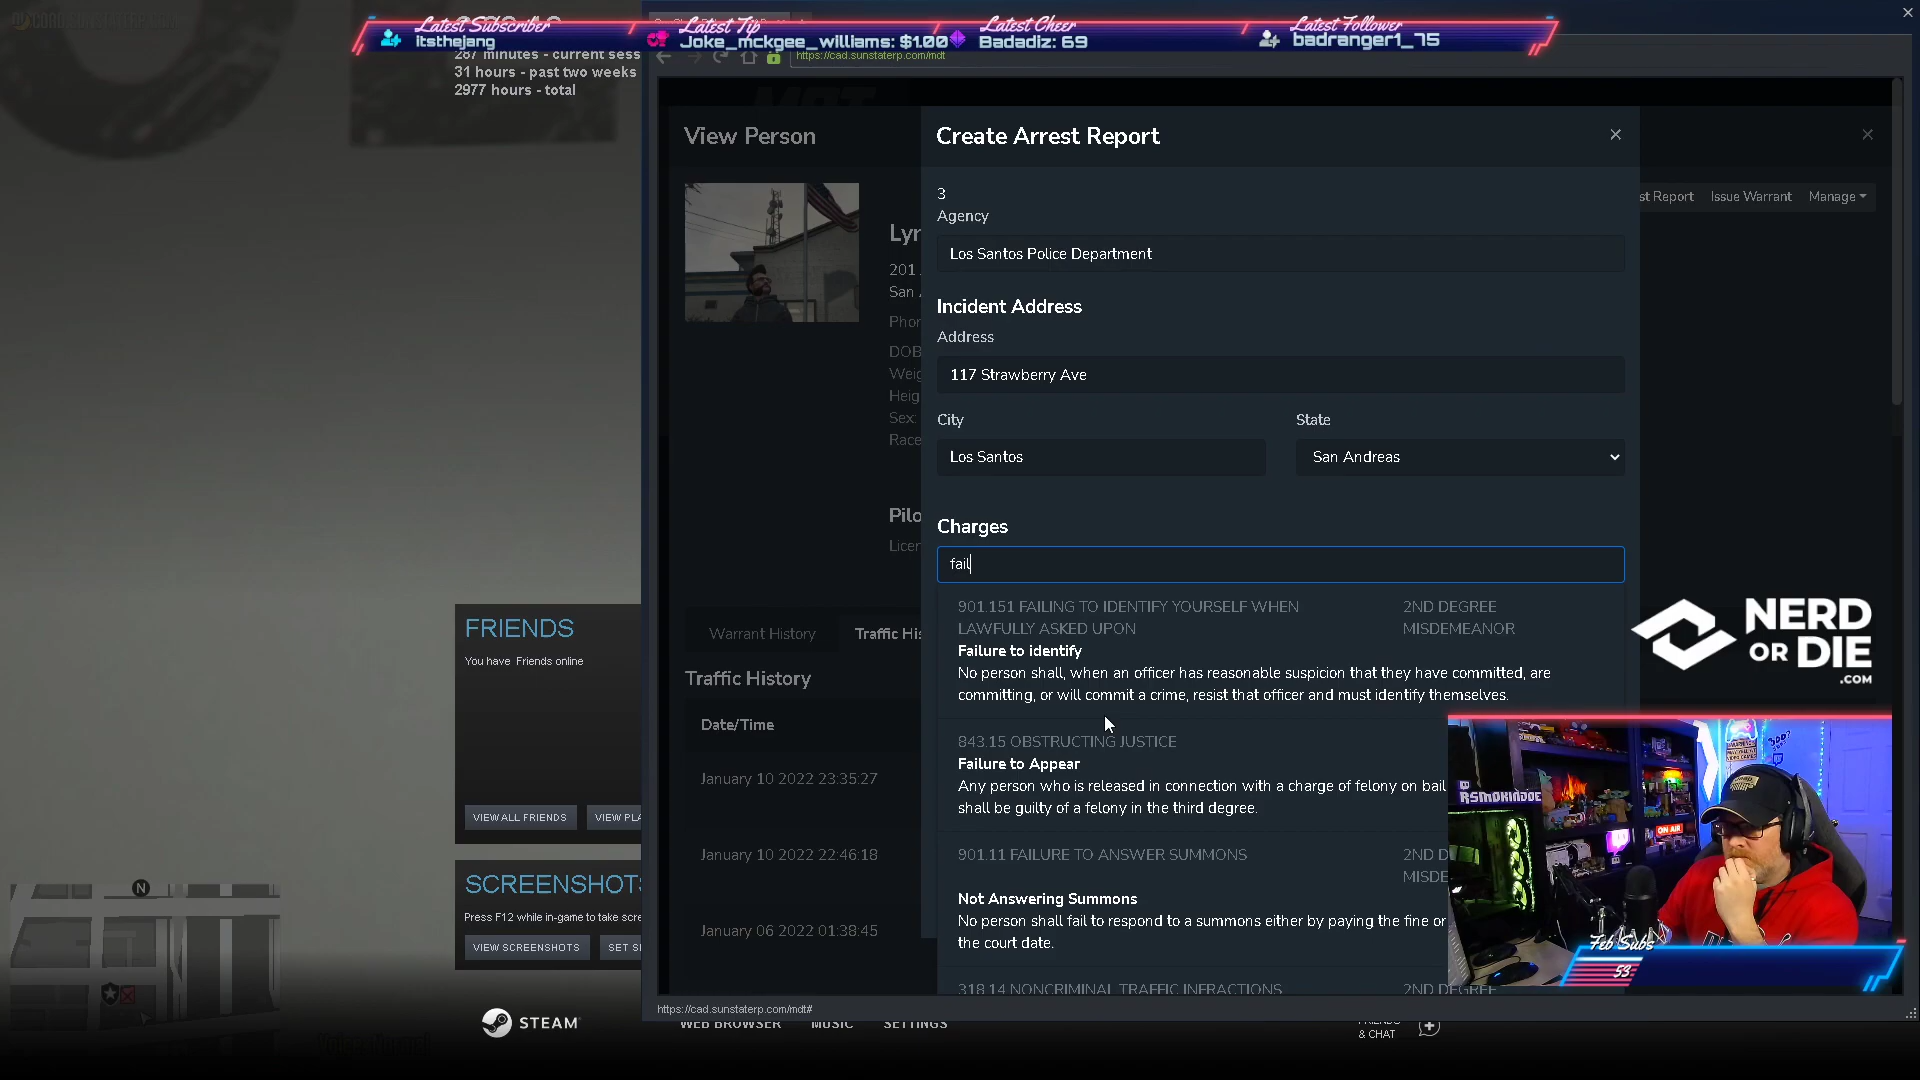 Latest Subscriber
itsthejang
Latest Tip
Joke_mckgee_williams: $1.00
Latest Cheer
Badadiz: 69
Latest Follower
badranger1_75
287 minutes - current sess
31 hours - past two weeks
2977 hours - total
https://cad.sunstaterp.com/mdt
View Person
Create Arrest Report
3
Agency
Los Santos Police Department
st Report
Issue Warrant
Manage
Lyr
201
San
Phor
DOB
Weig
Heig
Sex:
Race
Incident Address
Address
117 Strawberry Ave
City
State
Los Santos
San Andreas
Pilo
Licer
Charges
fail
901.151 FAILING TO IDENTIFY YOURSELF WHEN
LAWFULLY ASKED UPON
2ND DEGREE
MISDEMEANOR
Failure to identify
No person shall, when an officer has reasonable suspicion that they have committed, are
committing, or will commit a crime, resist that officer and must identify themselves.
843.15 OBSTRUCTING JUSTICE
Failure to Appear
Any person who is released in connection with a charge of felony on bail
shall be guilty of a felony in the third degree.
901.11 FAILURE TO ANSWER SUMMONS
2ND D
MISDE
Not Answering Summons
No person shall fail to respond to a summons either by paying the fine or
the court date.
318.14 NONCRIMINAL TRAFFIC INFRACTIONS
2ND DEGREE
Warrant History
Traffic His
Traffic History
Date/Time
January 10 2022 23:35:27
January 10 2022 22:46:18
January 06 2022 01:38:45
FRIENDS
You have Friends online
VIEW ALL FRIENDS
VIEW PLA
SCREENSHOTS
Press F12 while in-game to take scre
VIEW SCREENSHOTS
SET S
N
STEAM
https://cad.sunstaterp.com/mdt#
WEB BROWSER
MUSIC
SETTINGS
FRIENDS
& CHAT
NERD
OR DIE
.COM
RSMOKINJOE
ON AIR
Feb Subs
53